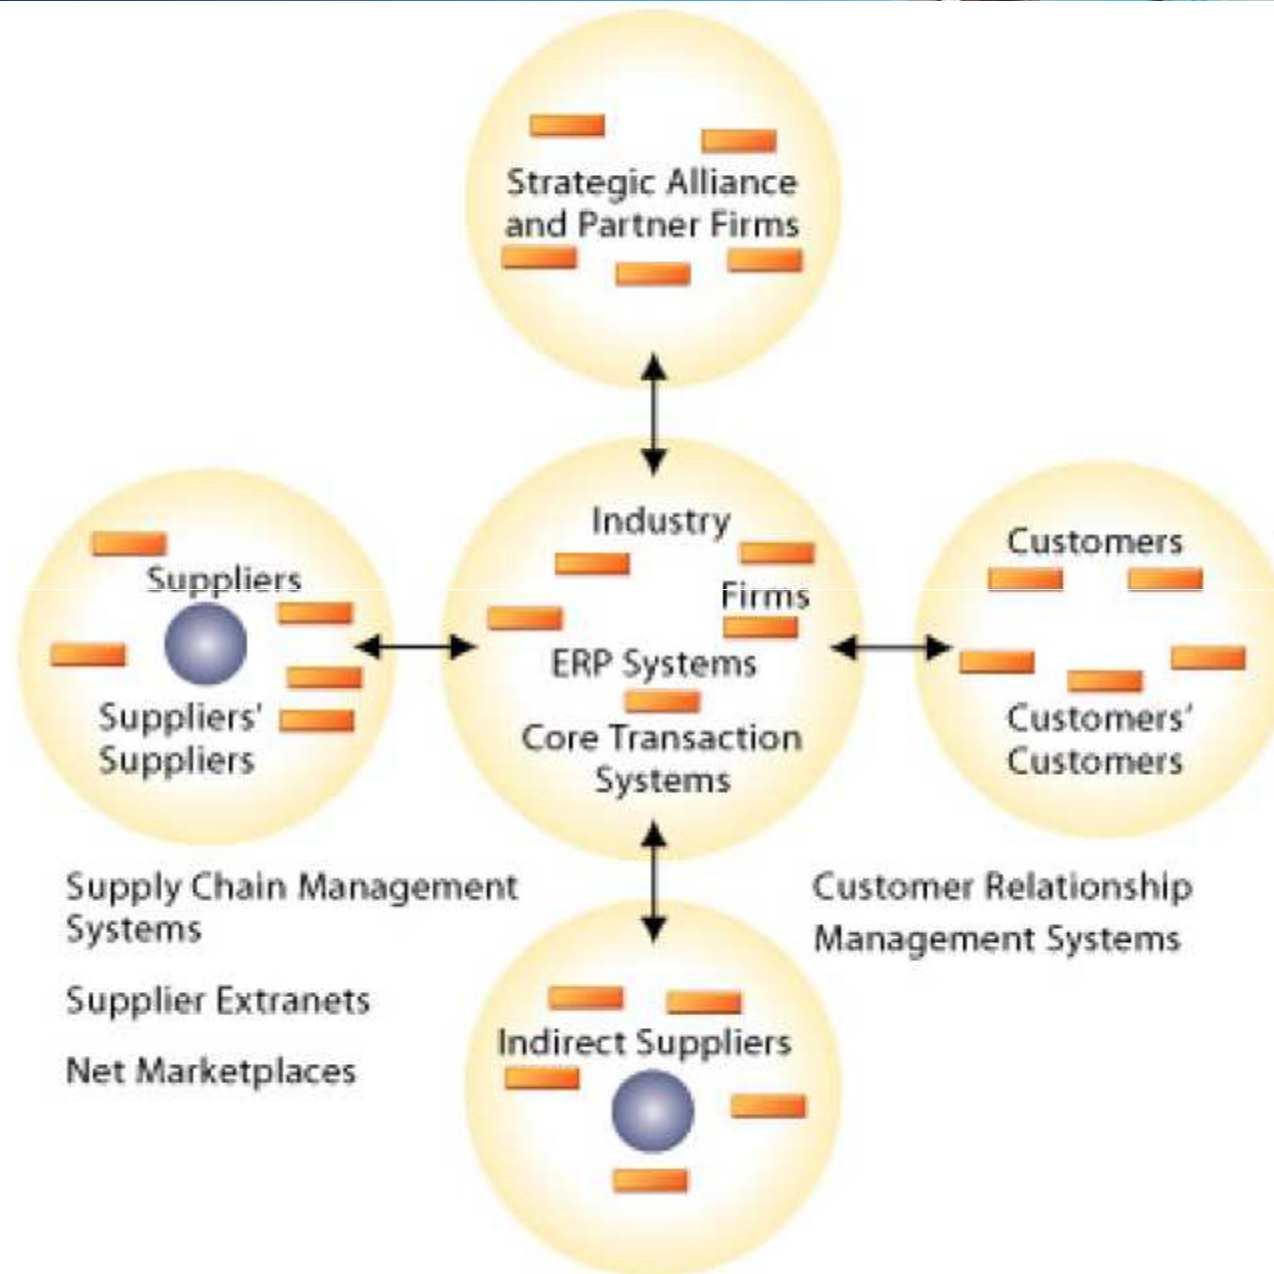 Strategic Alliance
and Partner Firms
Industry
Firms
ERP Systems
Core Transaction
Systems
Suppliers
Suppliers'
Suppliers
Customers
Customers'
Customers
Supply Chain Management
Systems
Supplier Extranets
Net Marketplaces
Customer Relationship
Management Systems
Indirect Suppliers